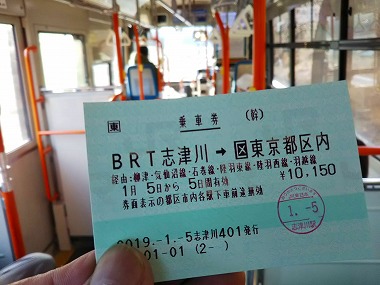 東 乗車券 (幹)
BRT志津川 → 区東京都区内
経由:柳津・気仙沼線・石巻線・陸羽東線・陸羽西線・羽越線
1月 5日から 5日間有効 ¥10,150
券面表示の都区市内各駅下車前途無効
1.-5
志津川駅
2019.-1.-5志津川401発行
01-01 (2- )